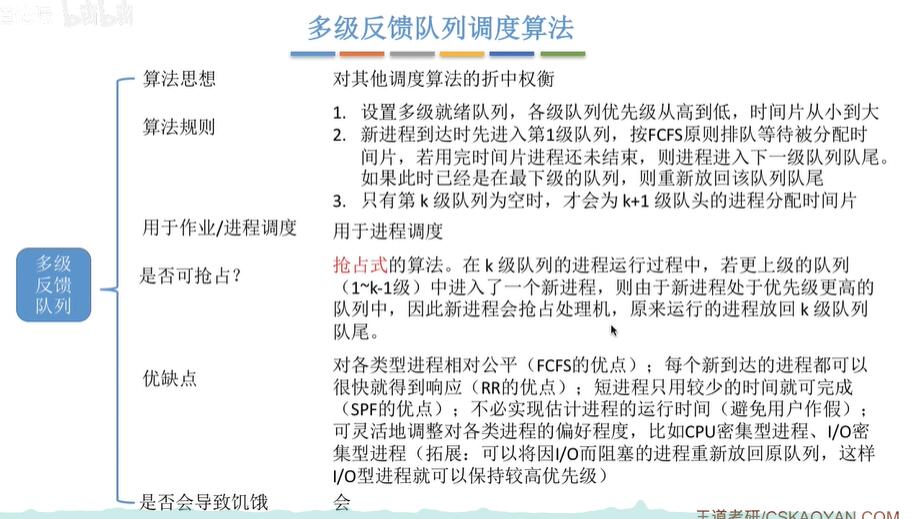 多级反馈队列调度算法
算法思想
对其他调度算法的折中权衡
算法规则
1. 设置多级就绪队列，各级队列优先级从高到低，时间片从小到大
2. 新进程到达时先进入第1级队列，按FCFS原则排队等待被分配时
间片，若用完时间片进程还未结束，则进程进入下一级队列队尾。
如果此时已经是在最下级的队列，则重新放回该队列队尾
3. 只有第 k 级队列为空时，才会为 k+1 级队头的进程分配时间片
用于作业/进程调度
用于进程调度
多级
反馈
队列
是否可抢占？
抢占式的算法。在 k 级队列的进程运行过程中，若更上级的队列
（1~k-1级）中进入了一个新进程，则由于新进程处于优先级更高的
队列中，因此新进程会抢占处理机，原来运行的进程放回 k 级队列
队尾。
优缺点
对各类型进程相对公平（FCFS的优点）；每个新到达的进程都可以
很快就得到响应（RR的优点）；短进程只用较少的时间就可完成
（SPF的优点）；不必实现估计进程的运行时间（避免用户作假）；
可灵活地调整对各类进程的偏好程度，比如CPU密集型进程、I/O密
集型进程（拓展：可以将因I/O而阻塞的进程重新放回原队列，这样
I/O型进程就可以保持较高优先级）
是否会导致饥饿
会
王道考研/CSKAOYAN.COM